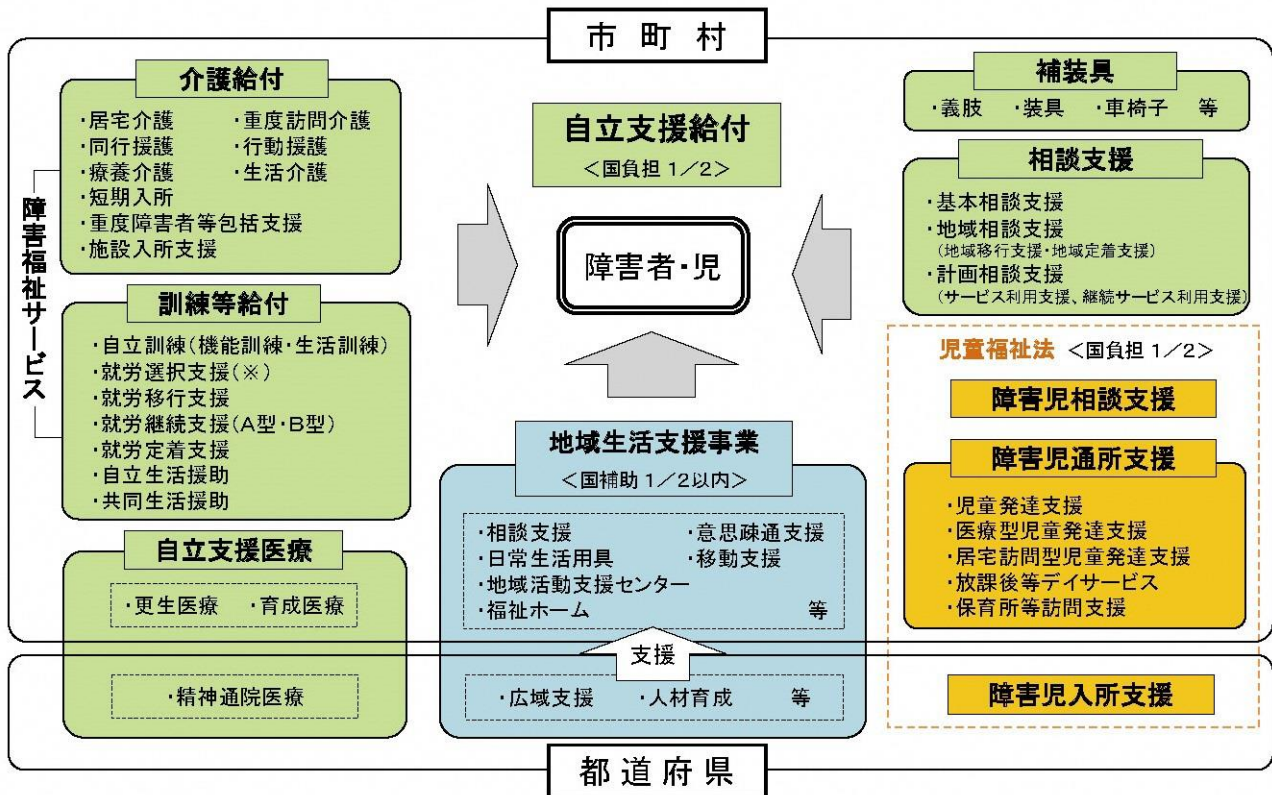 市町村
介護給付
・居宅介護 ・重度訪問介護
・同行援護 ・行動援護
・療養介護 ・生活介護
・短期入所
・重度障害者等包括支援
・施設入所支援
障害福祉サービス
訓練等給付
・自立訓練(機能訓練・生活訓練)
・就労選択支援(※)
・就労移行支援
・就労継続支援(A型・B型)
・就労定着支援
・自立生活援助
・共同生活援助
自立支援医療
・更生医療 ・育成医療
・精神通院医療
自立支援給付
<国負担 1/2>
障害者・児
地域生活支援事業
<国補助 1/2以内>
・相談支援 ・意思疎通支援
・日常生活用具 ・移動支援
・地域活動支援センター
・福祉ホーム 等
支援
・広域支援 ・人材育成 等
補装具
・義肢 ・装具 ・車椅子 等
相談支援
・基本相談支援
・地域相談支援
(地域移行支援・地域定着支援)
・計画相談支援
(サービス利用支援、継続サービス利用支援)
児童福祉法 <国負担 1/2>
障害児相談支援
障害児通所支援
・児童発達支援
・医療型児童発達支援
・居宅訪問型児童発達支援
・放課後等デイサービス
・保育所等訪問支援
障害児入所支援
都道府県